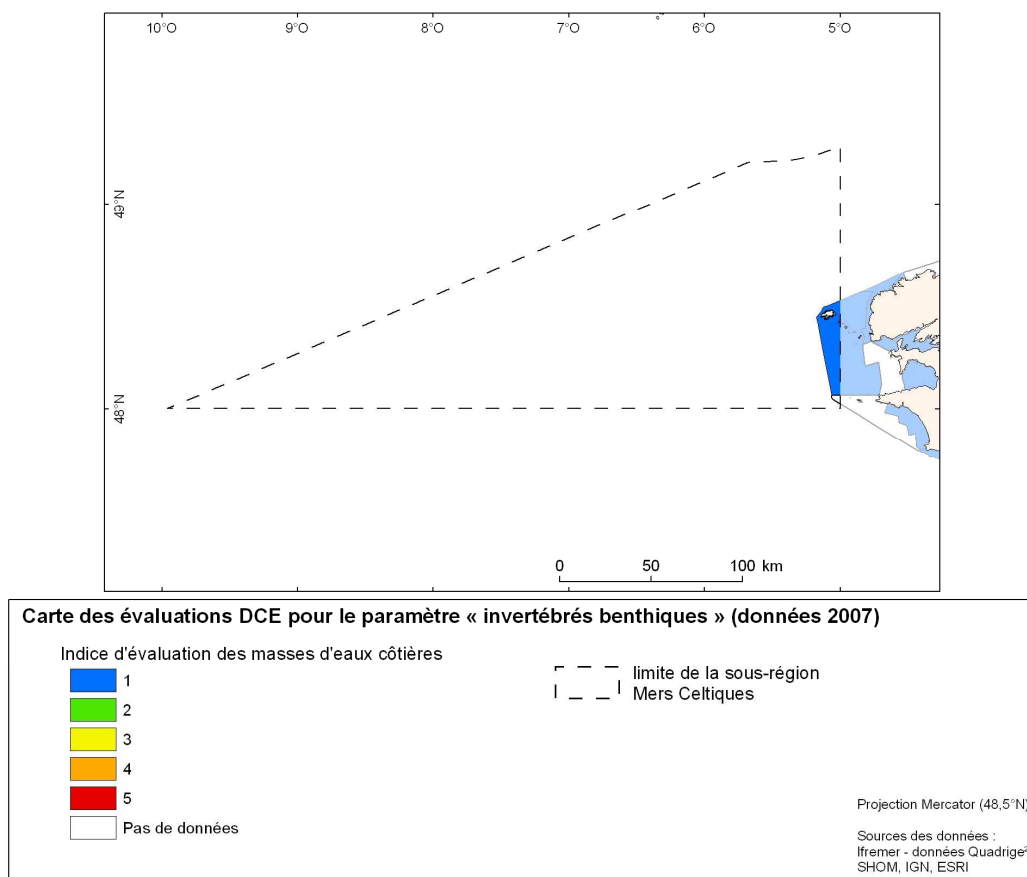 10°O 9°O 8°O 7°O 6°O 5°O
49°N
48°N
0 50 100 km
Carte des évaluations DCE pour le paramètre « invertébrés benthiques » (données 2007)
Indice d'évaluation des masses d'eaux côtières
1
2
3
4
5
Pas de données
limite de la sous-région
Mers Celtiques
Projection Mercator (48,5°N)
Sources des données :
Ifremer - données Quadrige²
SHOM, IGN, ESRI